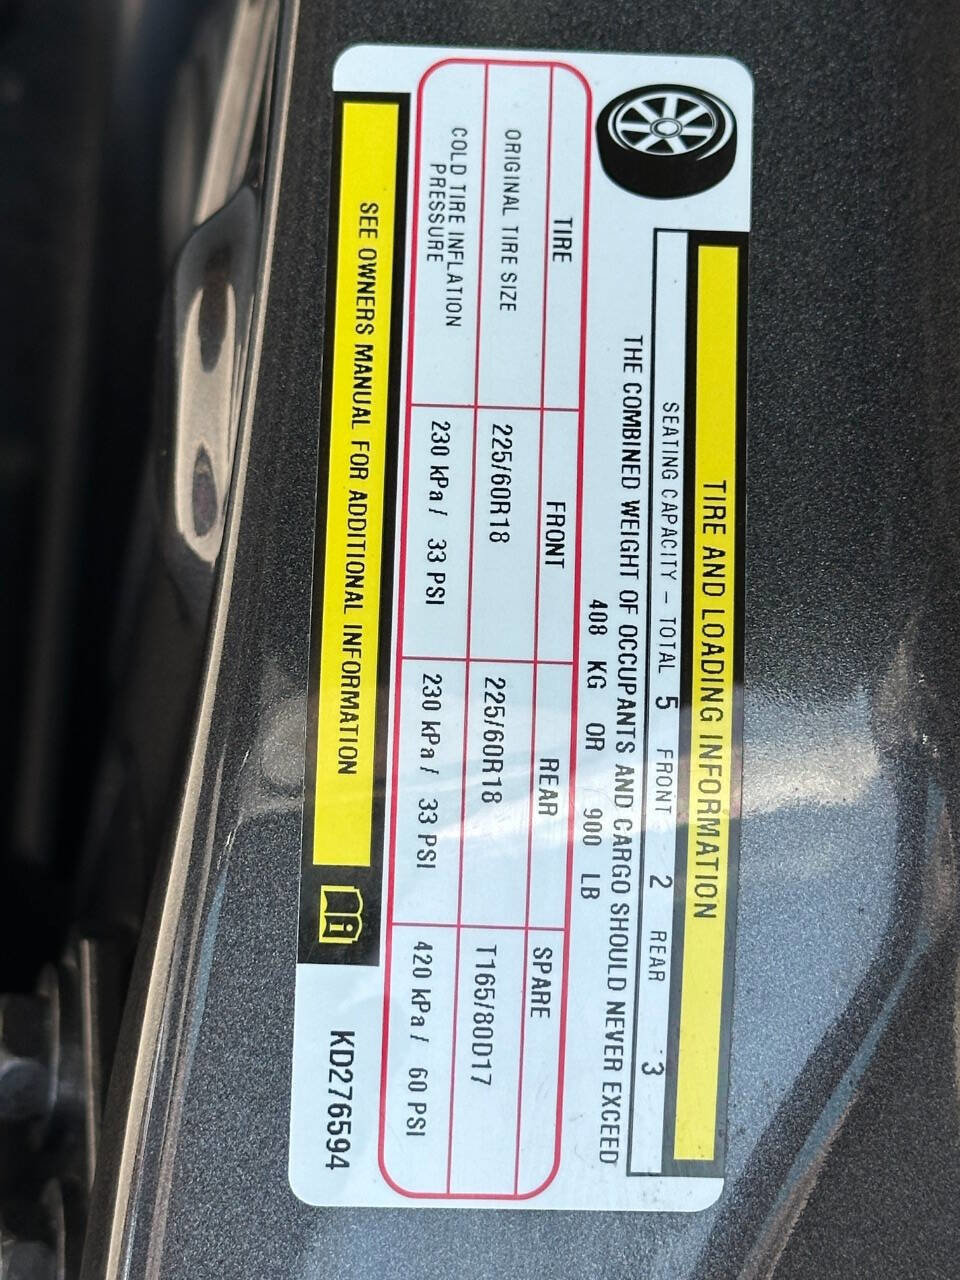 TIRE AND LOADING INFORMATION
SEATING CAPACITY – TOTAL 5 FRONT 2 REAR 3
THE COMBINED WEIGHT OF OCCUPANTS AND CARGO SHOULD NEVER EXCEED
408 KG OR 900 LB
TIRE FRONT REAR SPARE
ORIGINAL TIRE SIZE 225/60R18 225/60R18 T165/80D17
COLD TIRE INFLATION
PRESSURE 230 kPa / 33 PSI 230 kPa / 33 PSI 420 kPa / 60 PSI
SEE OWNERS MANUAL FOR ADDITIONAL INFORMATION
KD276594